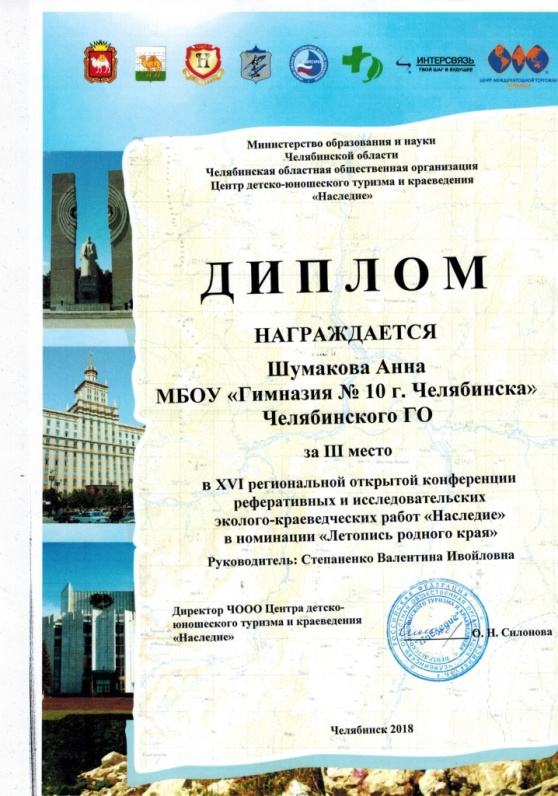 ИНТЕРСВЯЗЬ
ТВОЙ ШАГ В БУДУЩЕЕ
ЦЕНТР МЕЖДУНАРОДНОЙ ТОРГОВЛИ
Министерство образования и науки
Челябинской области
Челябинская областная общественная организация
Центр детско-юношеского туризма и краеведения
«Наследие»
ДИПЛОМ
НАГРАЖДАЕТСЯ
Шумакова Анна
МБОУ «Гимназия № 10 г. Челябинска»
Челябинского ГО
за III место
в XVI региональной открытой конференции
реферативных и исследовательских
эколого-краеведческих работ «Наследие»
в номинации «Летопись родного края»
Руководитель: Степаненко Валентина Ивойловна
Директор ЧООО Центра детско-
юношеского туризма и краеведения
«Наследие»
О. Н. Силонова
Челябинск 2018